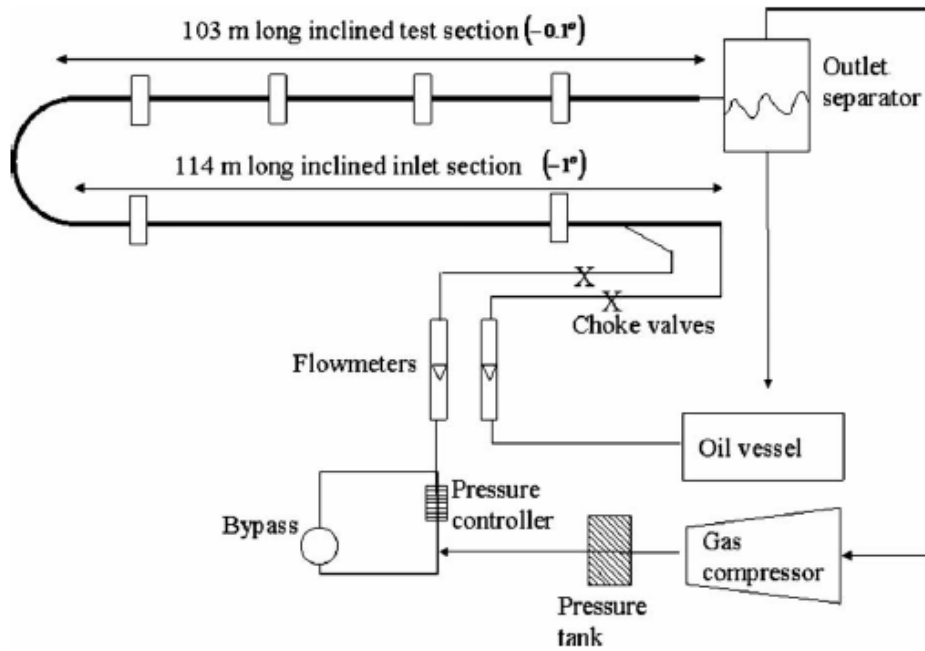 103 m long inclined test section (−0.1°)
Outlet
separator
114 m long inclined inlet section (−1°)
X
X
Choke valves
Flowmeters
Oil vessel
Pressure
controller
Bypass
Gas
compressor
Pressure
tank